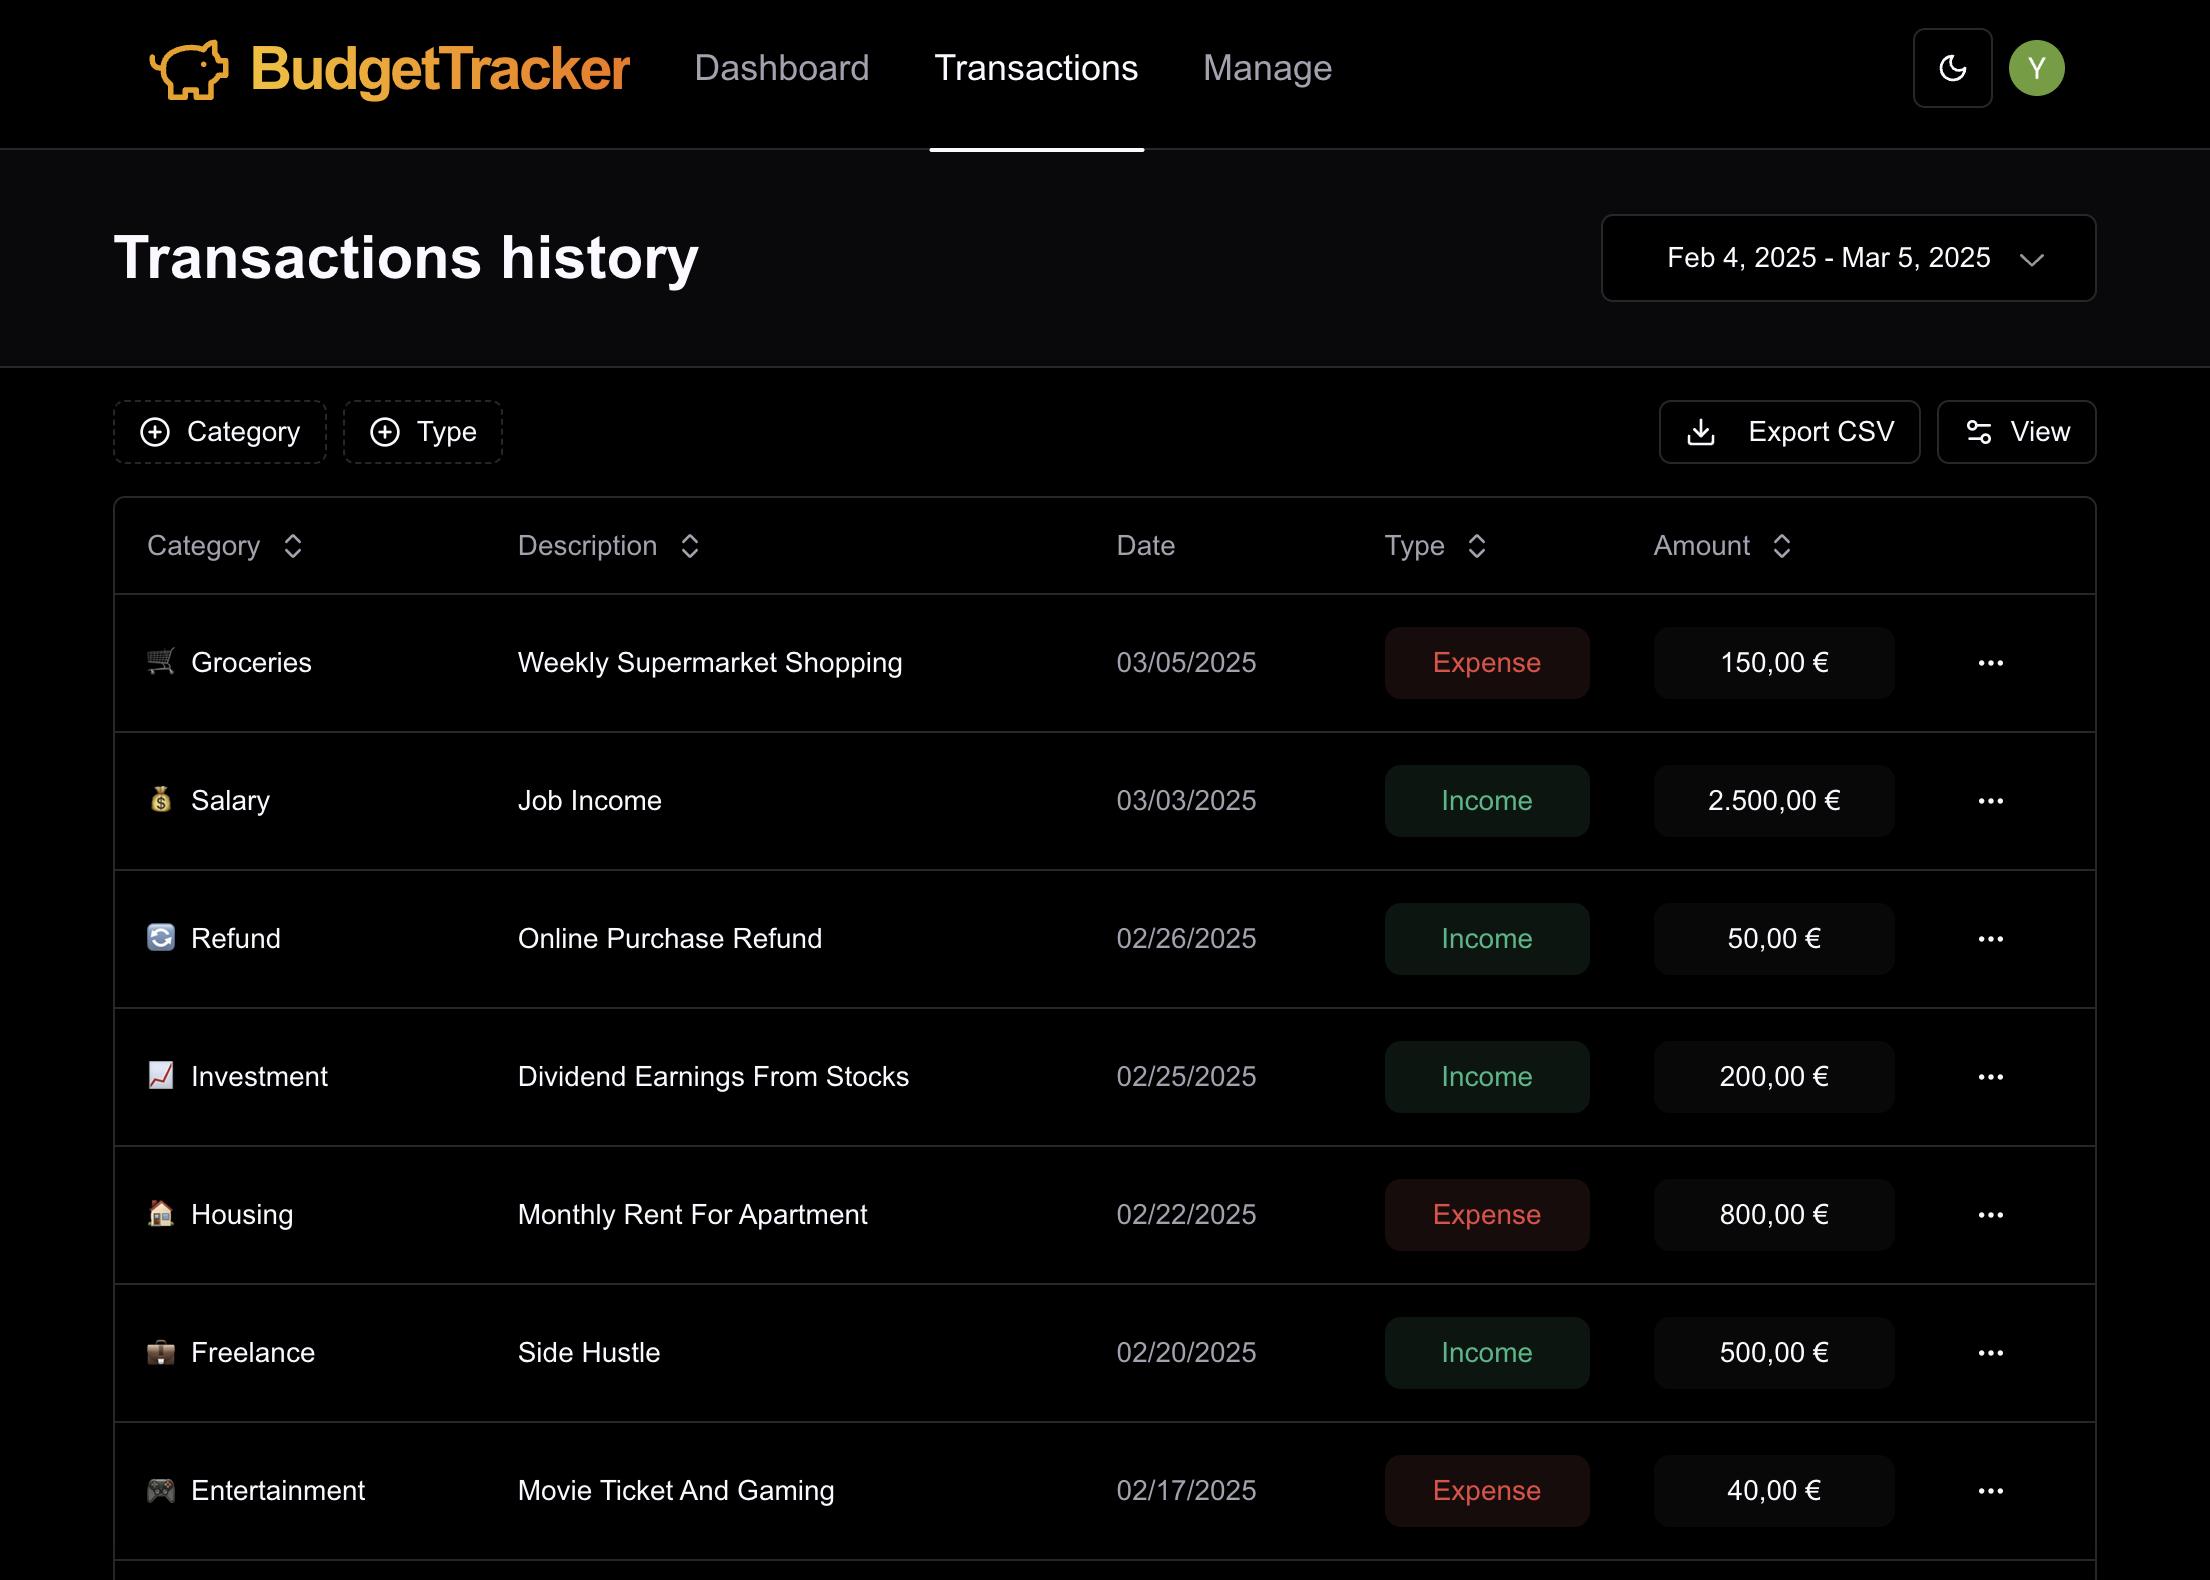 BudgetTracker Dashboard Transactions Manage Y
Transactions history Feb 4, 2025 - Mar 5, 2025
Category Type Export CSV View
Category Description Date Type Amount
Groceries Weekly Supermarket Shopping 03/05/2025 Expense 150,00 €
Salary Job Income 03/03/2025 Income 2.500,00 €
Refund Online Purchase Refund 02/26/2025 Income 50,00 €
Investment Dividend Earnings From Stocks 02/25/2025 Income 200,00 €
Housing Monthly Rent For Apartment 02/22/2025 Expense 800,00 €
Freelance Side Hustle 02/20/2025 Income 500,00 €
Entertainment Movie Ticket And Gaming 02/17/2025 Expense 40,00 €